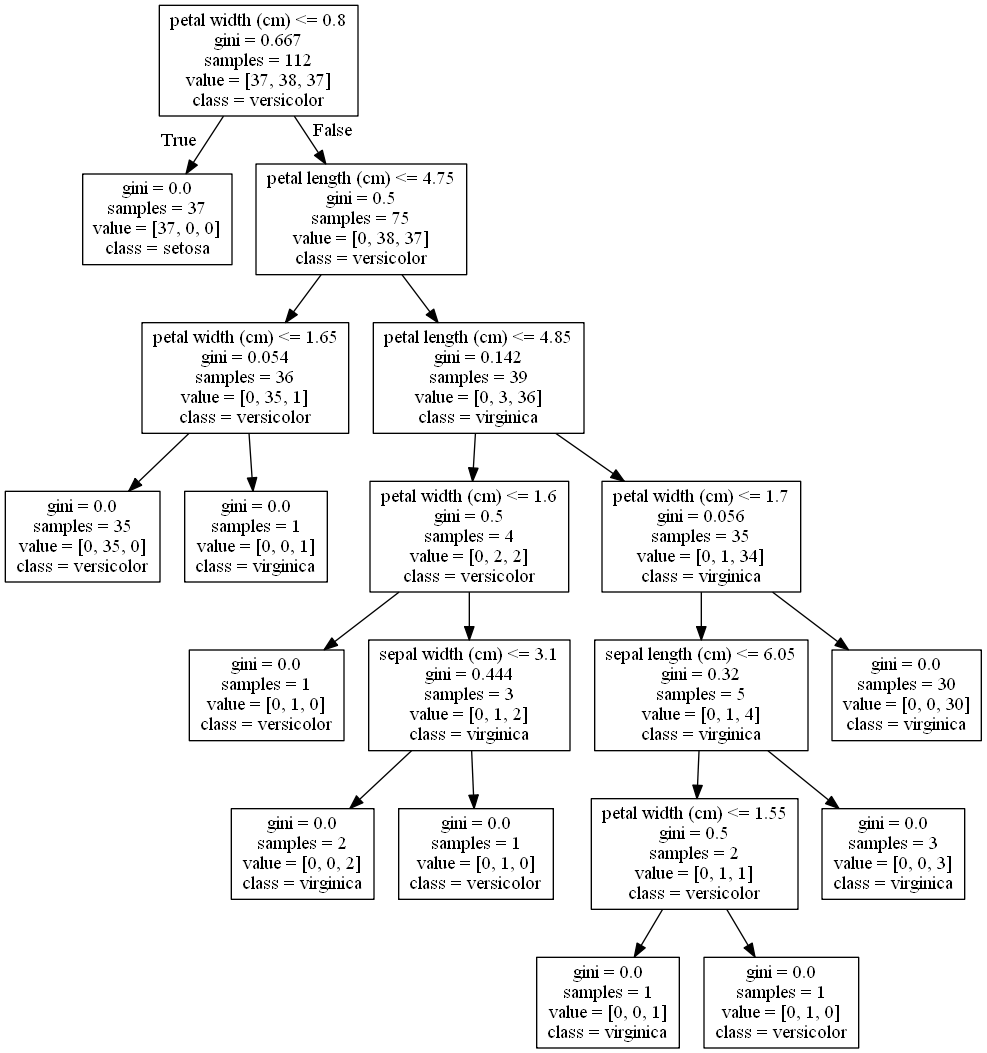 petal width (cm) <= 0.8
gini = 0.667
samples = 112
value = [37, 38, 37]
class = versicolor
True
False
gini = 0.0
samples = 37
value = [37, 0, 0]
class = setosa
petal length (cm) <= 4.75
gini = 0.5
samples = 75
value = [0, 38, 37]
class = versicolor
petal width (cm) <= 1.65
gini = 0.054
samples = 36
value = [0, 35, 1]
class = versicolor
petal length (cm) <= 4.85
gini = 0.142
samples = 39
value = [0, 3, 36]
class = virginica
gini = 0.0
samples = 35
value = [0, 35, 0]
class = versicolor
gini = 0.0
samples = 1
value = [0, 0, 1]
class = virginica
petal width (cm) <= 1.6
gini = 0.5
samples = 4
value = [0, 2, 2]
class = versicolor
petal width (cm) <= 1.7
gini = 0.056
samples = 35
value = [0, 1, 34]
class = virginica
gini = 0.0
samples = 1
value = [0, 1, 0]
class = versicolor
sepal width (cm) <= 3.1
gini = 0.444
samples = 3
value = [0, 1, 2]
class = virginica
sepal length (cm) <= 6.05
gini = 0.32
samples = 5
value = [0, 1, 4]
class = virginica
gini = 0.0
samples = 30
value = [0, 0, 30]
class = virginica
gini = 0.0
samples = 2
value = [0, 0, 2]
class = virginica
gini = 0.0
samples = 1
value = [0, 1, 0]
class = versicolor
petal width (cm) <= 1.55
gini = 0.5
samples = 2
value = [0, 1, 1]
class = versicolor
gini = 0.0
samples = 3
value = [0, 0, 3]
class = virginica
gini = 0.0
samples = 1
value = [0, 0, 1]
class = virginica
gini = 0.0
samples = 1
value = [0, 1, 0]
class = versicolor